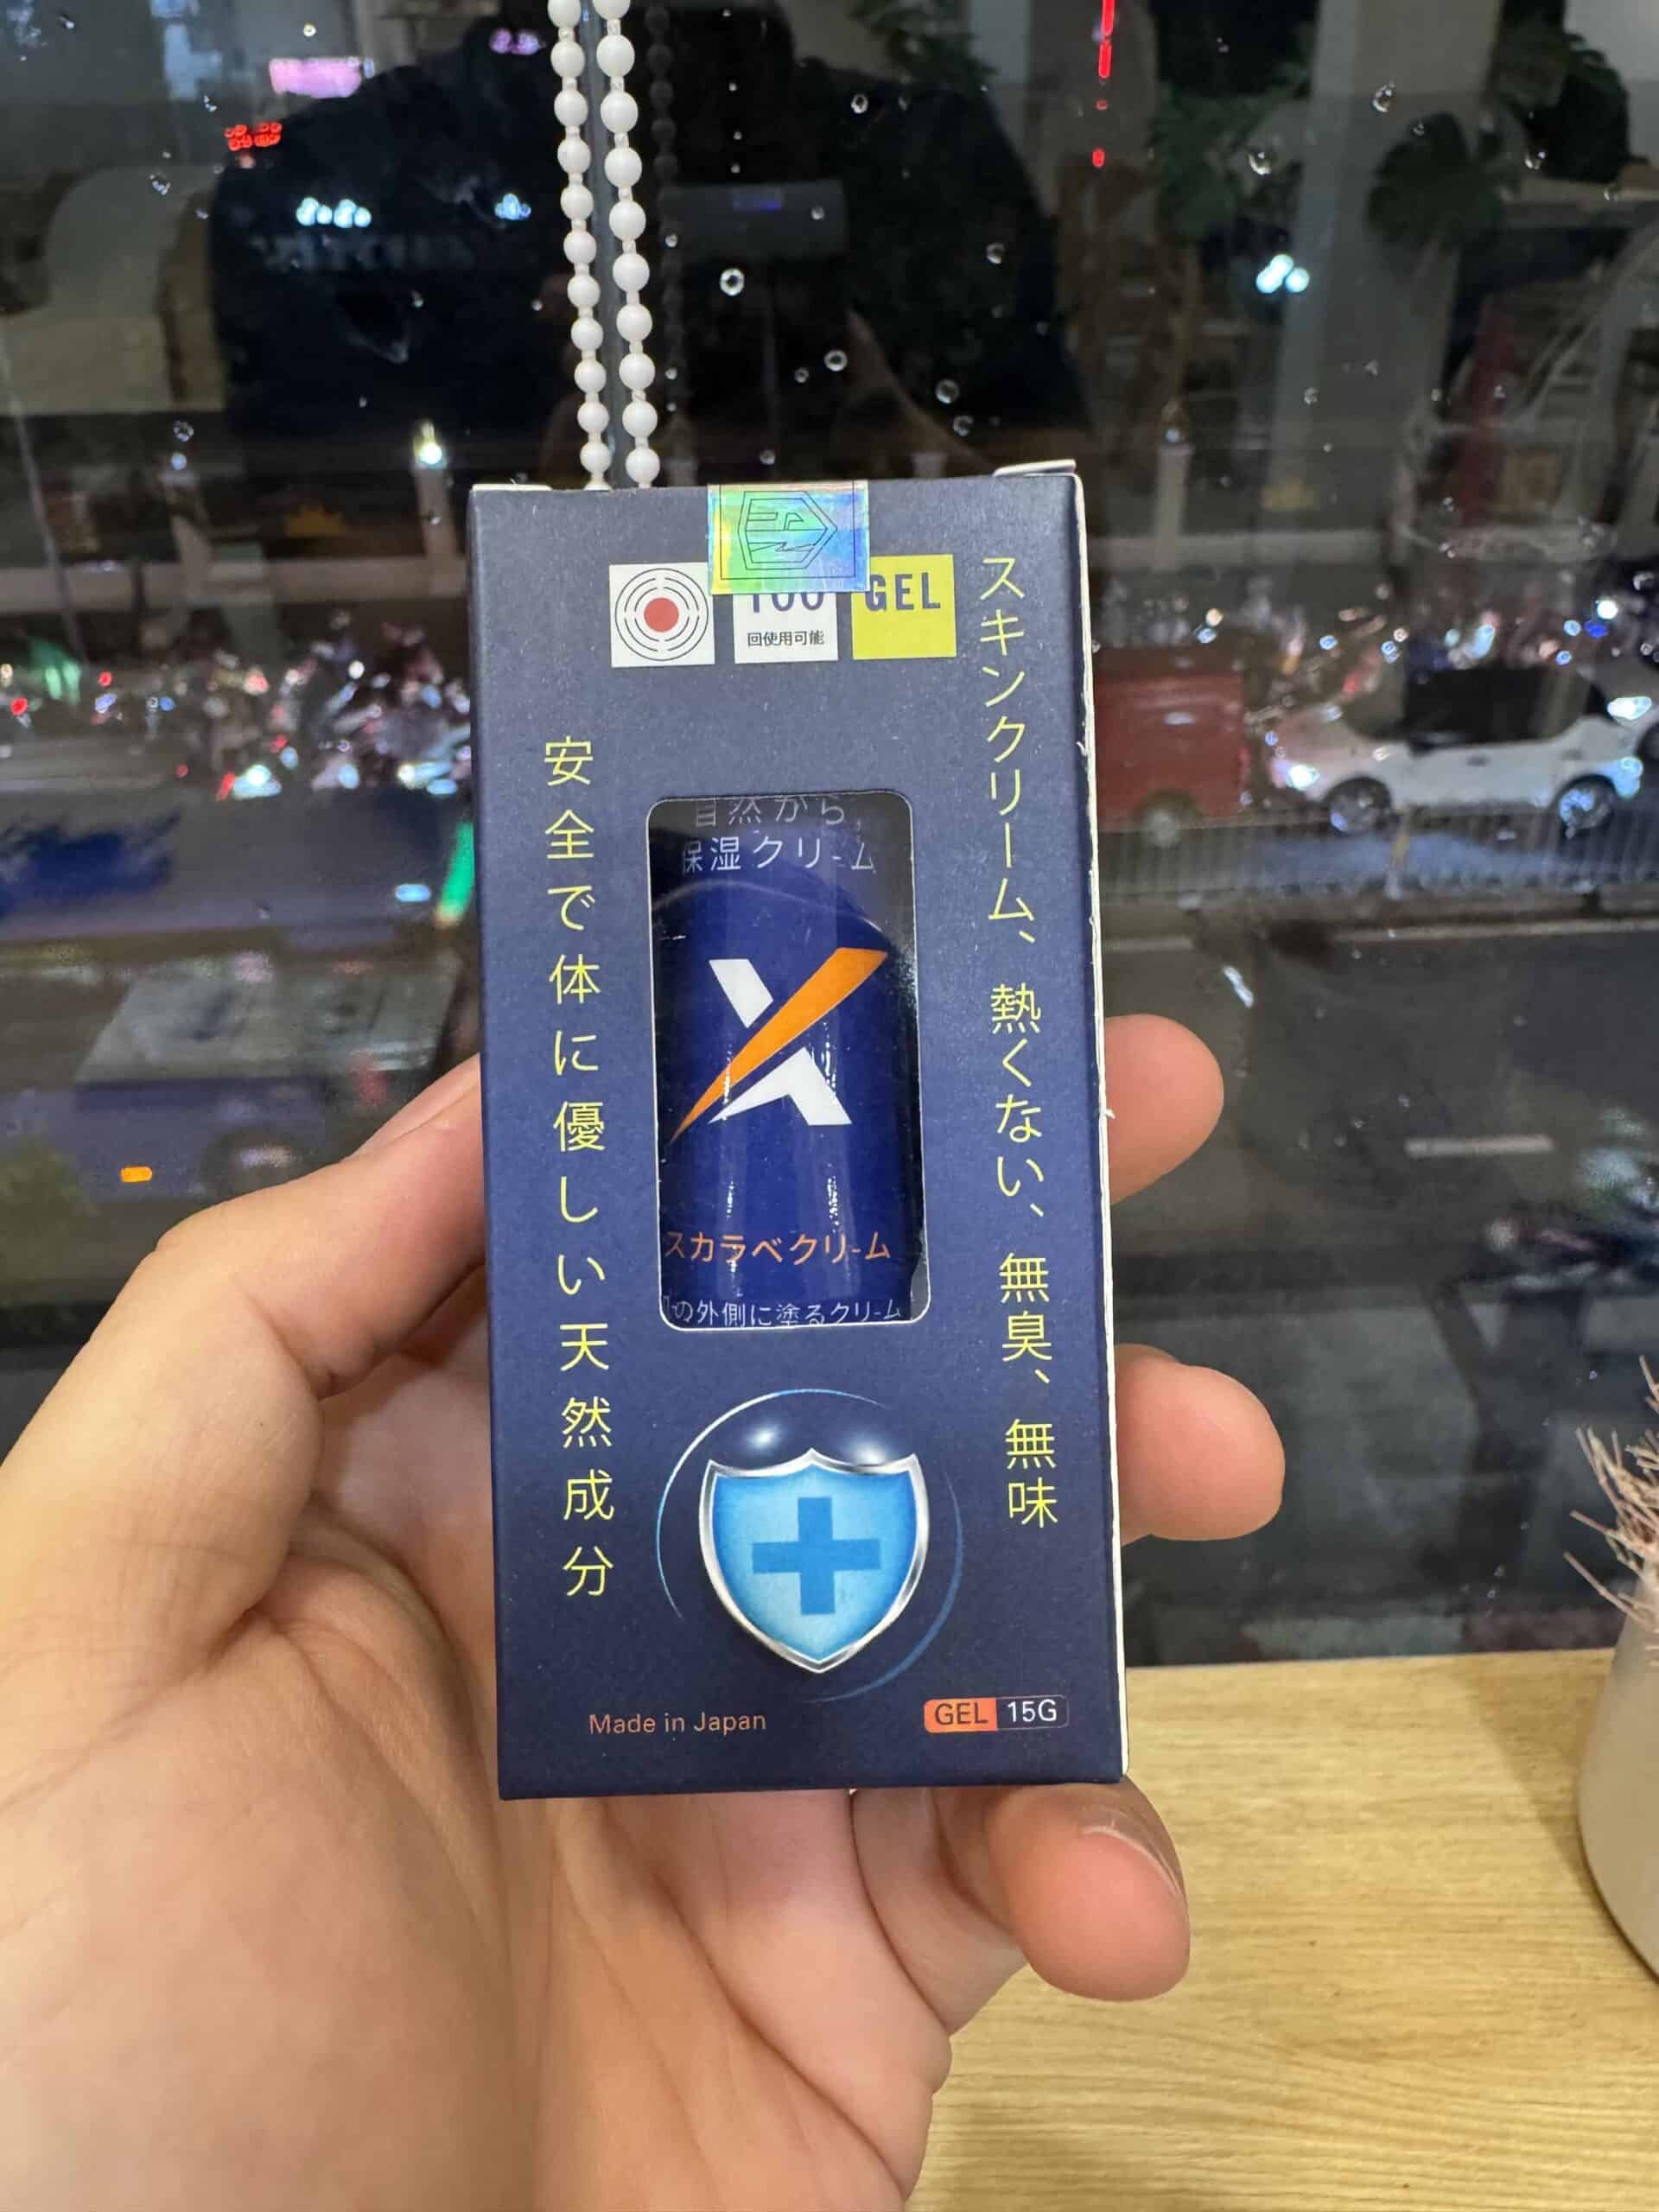 100
回使用可能
GEL
スキンクリーム、熱くない、無臭、無味
安全で体に優しい天然成分
自然から,
保湿クリーム
X
スカラベクリーム
の外側に塗るクリーム
Made in Japan
GEL 15G